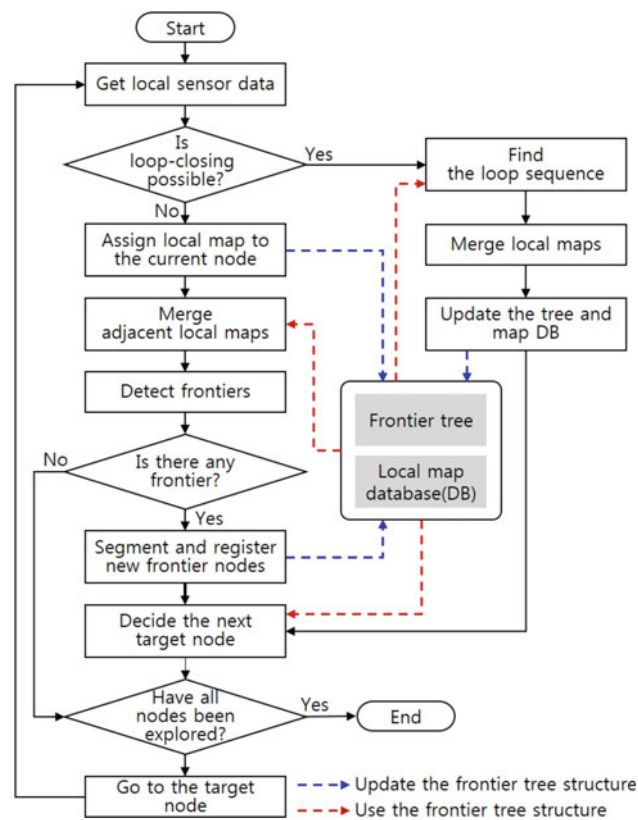 Start
Get local sensor data
Is
loop-closing
possible?
Yes
Find
the loop sequence
No
Assign local map to
the current node
Merge local maps
Merge
adjacent local maps
Update the tree and
map DB
Detect frontiers
Frontier tree
No
Is there any
frontier?
Local map
database(DB)
Yes
Segment and register
new frontier nodes
Decide the next
target node
Have all
nodes been
explored?
Yes
End
Go to the target
node
Update the frontier tree structure
Use the frontier tree structure